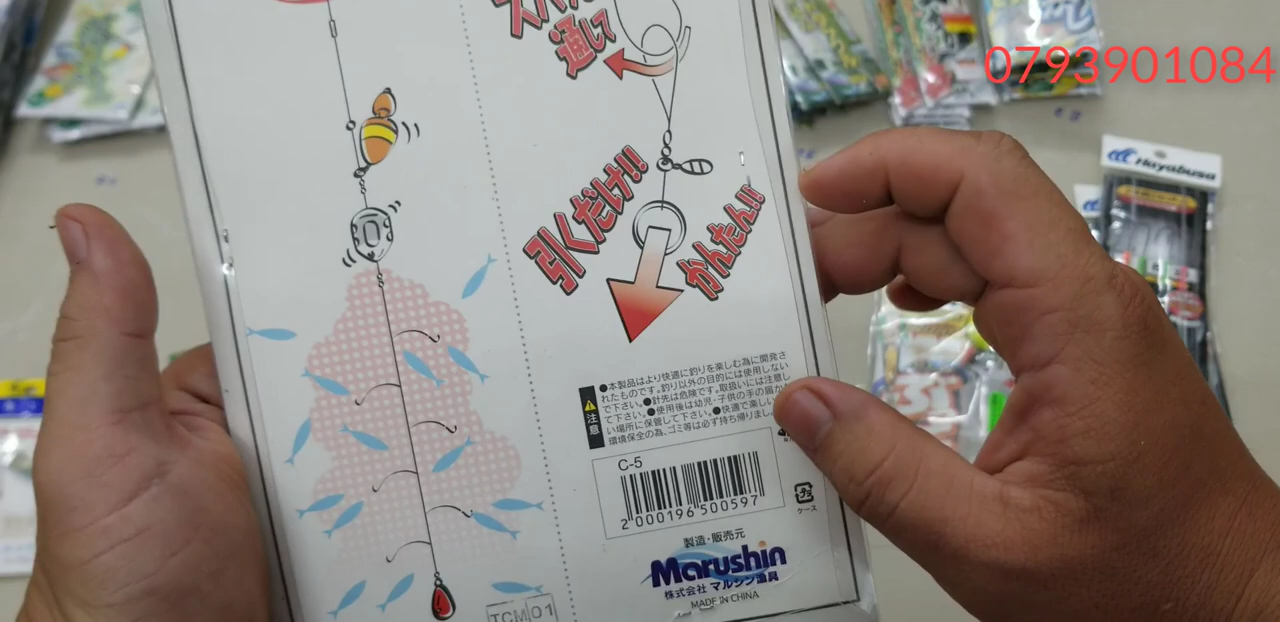 0793901084
通して
引くだけ!!
かんたん!!
Hayabusa
注意
●本製品はより快適に釣りを楽しむ為に開発さ
れたものです。釣り以外の目的には使用しない
で下さい。●針先は危険です。取扱いには注意し
て下さい。●使用後は幼児・子供の手の届か
い場所に保管して下さい。●快適で楽しい
環境保全の為、ゴミ等は必ず持ち帰りまし
C-5
2 000196 500597
ケース
製造・販売元
Marushin
株式会社 マルシン漁具
MADE IN CHINA
TCM 01